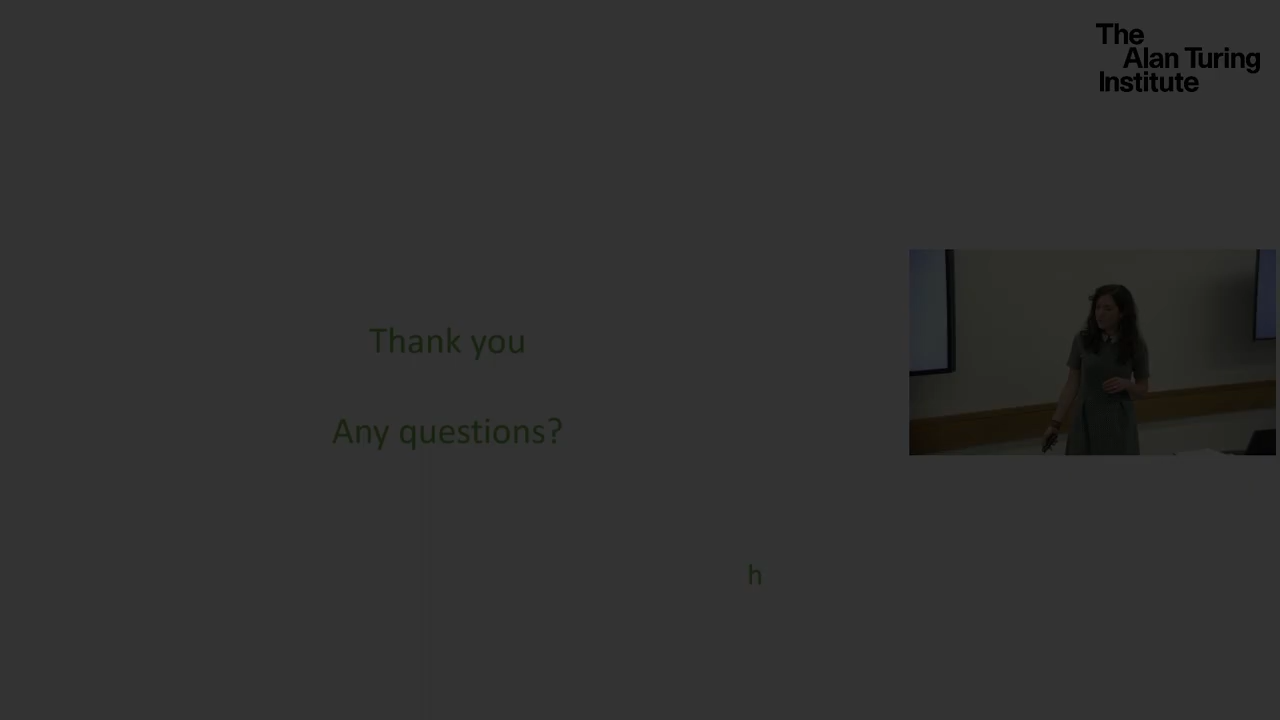 The
Alan Turing
Institute
Thank you
Any questions?
h